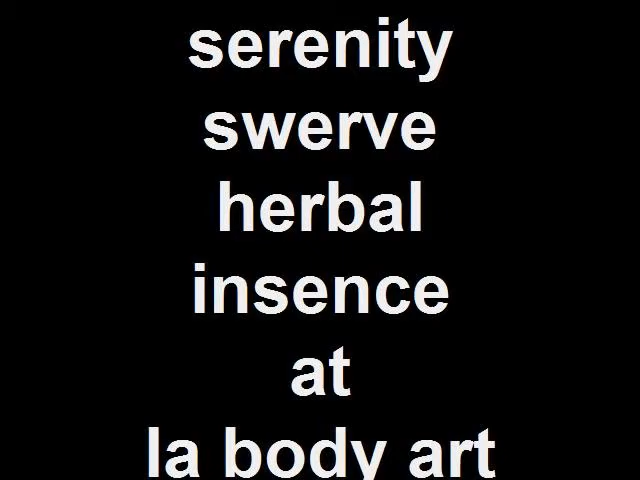 serenity
swerve
herbal
insence
at
la body art